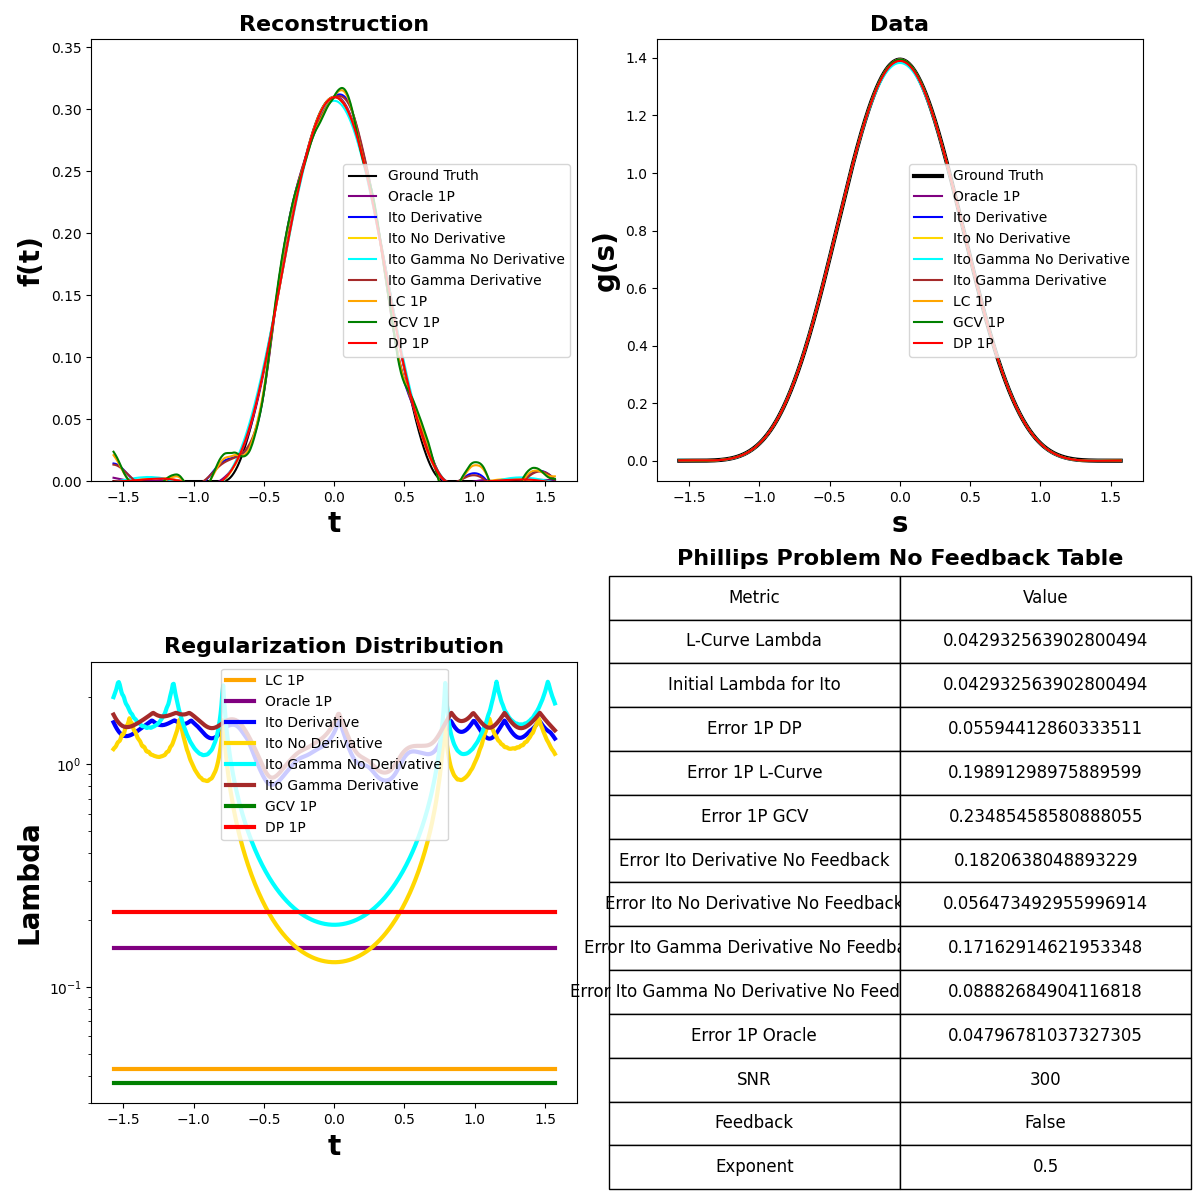 Reconstruction
0.35
0.30
0.25
0.20
0.15
0.10
0.05
0.00
f(t)
Ground Truth
Oracle 1P
Ito Derivative
Ito No Derivative
Ito Gamma No Derivative
Ito Gamma Derivative
LC 1P
GCV 1P
DP 1P
−1.5 −1.0 −0.5 0.0 0.5 1.0 1.5
t
Data
1.4
1.2
1.0
0.8
0.6
0.4
0.2
0.0
g(s)
Ground Truth
Oracle 1P
Ito Derivative
Ito No Derivative
Ito Gamma No Derivative
Ito Gamma Derivative
LC 1P
GCV 1P
DP 1P
−1.5 −1.0 −0.5 0.0 0.5 1.0 1.5
s
Regularization Distribution
10⁰
10⁻¹
Lambda
LC 1P
Oracle 1P
Ito Derivative
Ito No Derivative
Ito Gamma No Derivative
Ito Gamma Derivative
GCV 1P
DP 1P
−1.5 −1.0 −0.5 0.0 0.5 1.0 1.5
t
Phillips Problem No Feedback Table
Metric Value
L-Curve Lambda 0.042932563902800494
Initial Lambda for Ito 0.042932563902800494
Error 1P DP 0.05594412860333511
Error 1P L-Curve 0.19891298975889599
Error 1P GCV 0.23485458580888055
Error Ito Derivative No Feedback 0.1820638048893229
Error Ito No Derivative No Feedback 0.056473492955996914
Error Ito Gamma Derivative No Feedba 0.17162914621953348
Error Ito Gamma No Derivative No Feed 0.08882684904116818
Error 1P Oracle 0.04796781037327305
SNR 300
Feedback False
Exponent 0.5